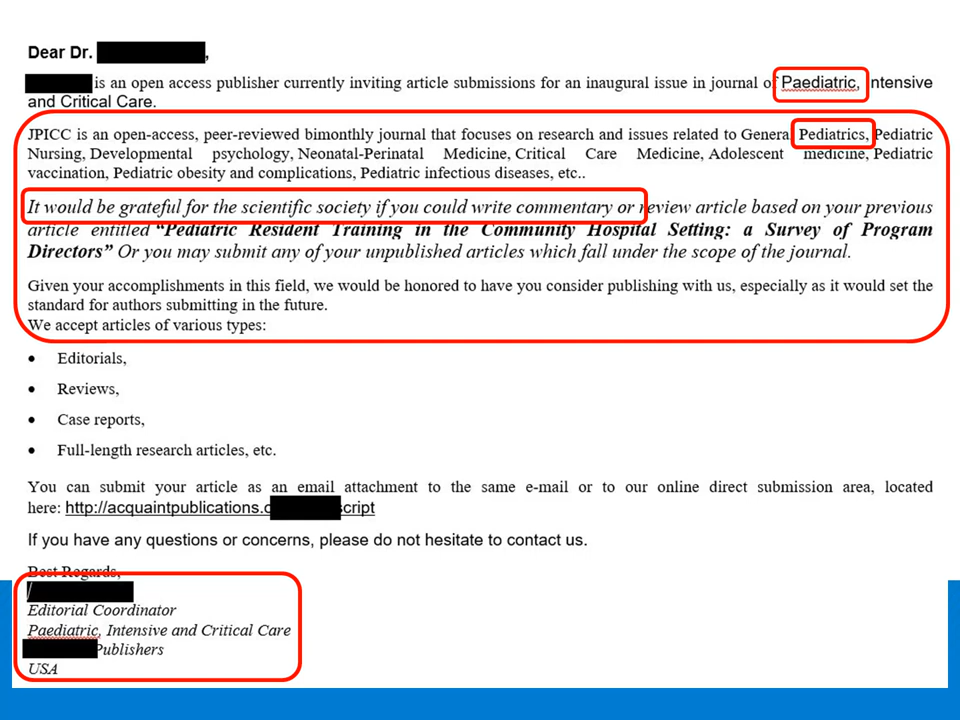 Dear Dr. ,
is an open access publisher currently inviting article submissions for an inaugural issue in journal of Paediatric, Intensive
and Critical Care.
JPICC is an open-access, peer-reviewed bimonthly journal that focuses on research and issues related to General Pediatrics, Pediatric
Nursing, Developmental psychology, Neonatal-Perinatal Medicine, Critical Care Medicine, Adolescent medicine, Pediatric
vaccination, Pediatric obesity and complications, Pediatric infectious diseases, etc..
It would be grateful for the scientific society if you could write commentary or review article based on your previous
article entitled “Pediatric Resident Training in the Community Hospital Setting: a Survey of Program
Directors” Or you may submit any of your unpublished articles which fall under the scope of the journal.
Given your accomplishments in this field, we would be honored to have you consider publishing with us, especially as it would set the
standard for authors submitting in the future.
We accept articles of various types:
• Editorials,
• Reviews,
• Case reports,
• Full-length research articles, etc.
You can submit your article as an email attachment to the same e-mail or to our online direct submission area, located
here: http://acquaintpublications.c cript
If you have any questions or concerns, please do not hesitate to contact us.
Best Regards,
Editorial Coordinator
Paediatric, Intensive and Critical Care
Publishers
USA